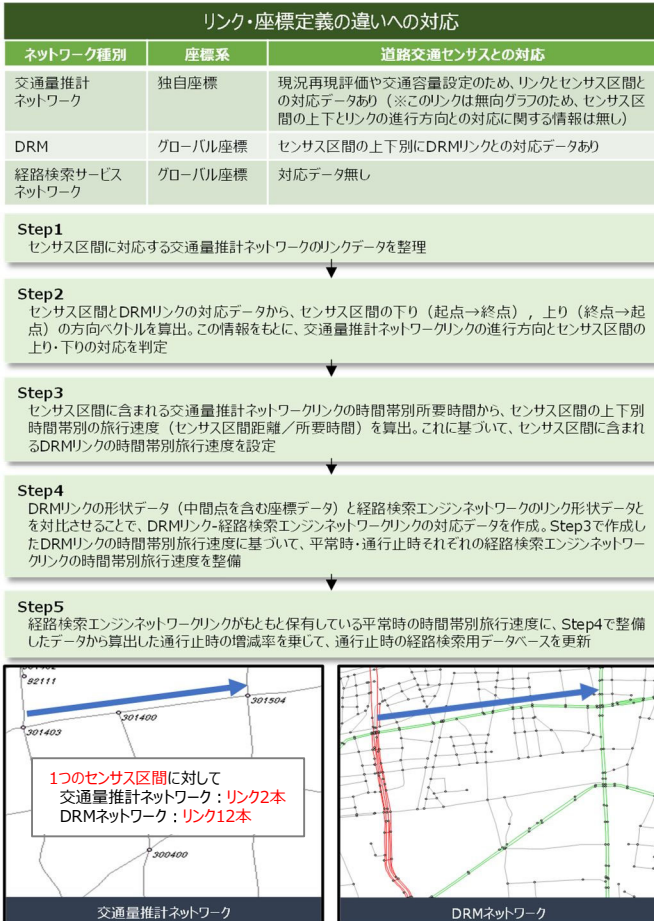 リンク・座標定義の違いへの対応
ネットワーク種別 座標系 道路交通センサスとの対応
交通量推計 独自座標 現況再現評価や交通容量設定のため、リンクとセンサス区間と
ネットワーク の対応データあり（※このリンクは無向グラフのため、センサス区
間の上下とリンクの進行方向との対応に関する情報は無し）
DRM グローバル座標 センサス区間の上下別にDRMリンクとの対応データあり
経路検索サービス グローバル座標 対応データ無し
ネットワーク
Step1
センサス区間に対応する交通量推計ネットワークのリンクデータを整理
Step2
センサス区間とDRMリンクの対応データから、センサス区間の下り（起点→終点）, 上り（終点→起
点）の方向ベクトルを算出。この情報をもとに、交通量推計ネットワークリンクの進行方向とセンサス区間の
上り・下りの対応を判定
Step3
センサス区間に含まれる交通量推計ネットワークリンクの時間帯別所要時間から、センサス区間の上下別
時間帯別の旅行速度（センサス区間距離／所要時間）を算出。これに基づいて、センサス区間に含まれ
るDRMリンクの時間帯別旅行速度を設定
Step4
DRMリンクの形状データ（中間点を含む座標データ）と経路検索エンジンネットワークのリンク形状データと
を対比させることで、DRMリンク-経路検索エンジンネットワークリンクの対応データを作成。Step3で作成し
たDRMリンクの時間帯別旅行速度に基づいて、平常時・通行止時それぞれの経路検索エンジンネットワー
クリンクの時間帯別旅行速度を整備
Step5
経路検索エンジンネットワークリンクがもともと保有している平常時の時間帯別旅行速度に、Step4で整備
したデータから算出した通行止時の増減率を乗じて、通行止時の経路検索用データベースを更新
92111
301504
301400
301403
1つのセンサス区間に対して
交通量推計ネットワーク：リンク2本
DRMネットワーク：リンク12本
300400
交通量推計ネットワーク
DRMネットワーク